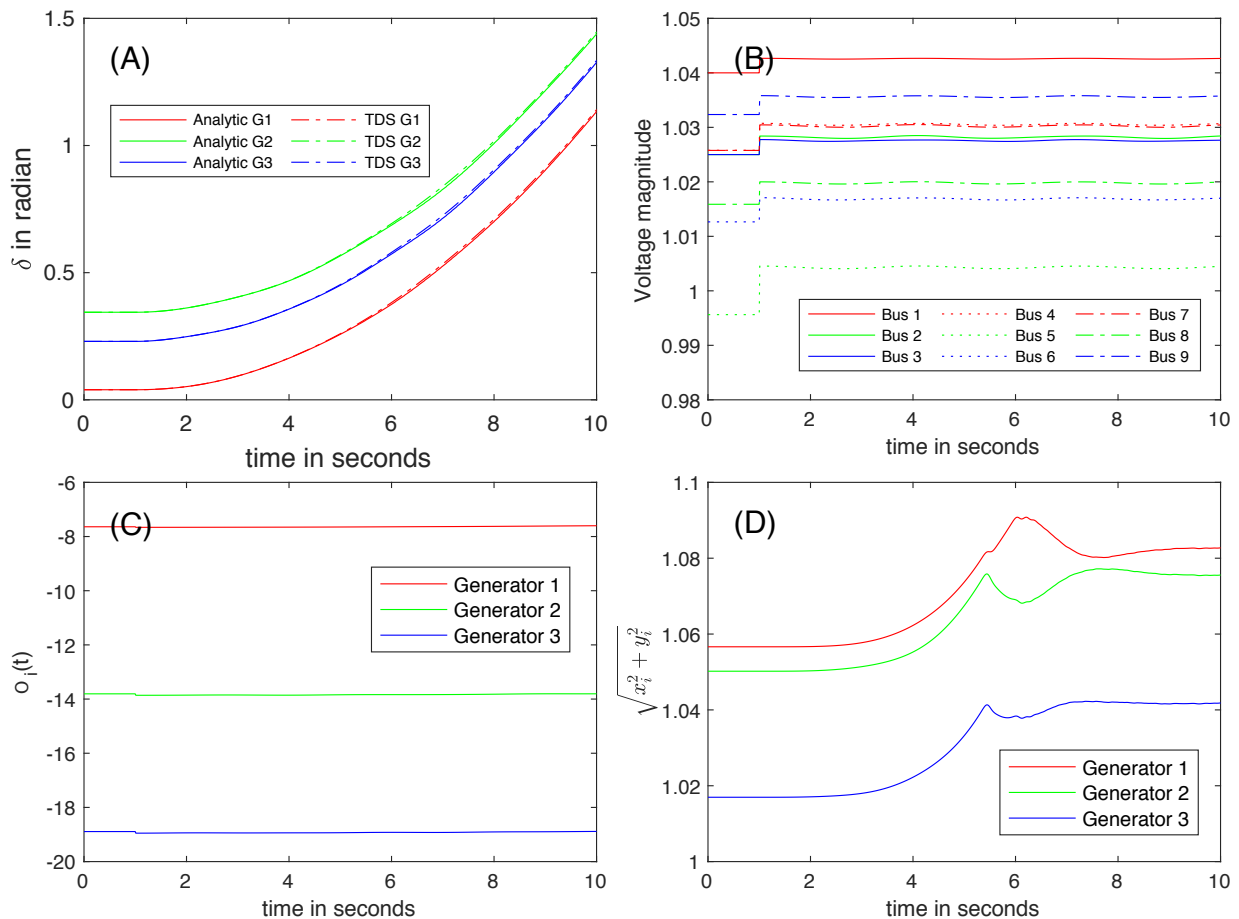 (A)
1.5
1
0.5
0
δ in radian
Analytic G1 TDS G1
Analytic G2 TDS G2
Analytic G3 TDS G3
0 2 4 6 8 10
time in seconds
(B)
1.05
1.04
1.03
1.02
1.01
1
0.99
0.98
Voltage magnitude
Bus 1 Bus 4 Bus 7
Bus 2 Bus 5 Bus 8
Bus 3 Bus 6 Bus 9
0 2 4 6 8 10
time in seconds
(C)
-6
-8
-10
-12
-14
-16
-18
-20
o_i(t)
Generator 1
Generator 2
Generator 3
0 2 4 6 8 10
time in seconds
(D)
1.1
1.08
1.06
1.04
1.02
1
√x_i^2 + y_i^2
Generator 1
Generator 2
Generator 3
0 2 4 6 8 10
time in seconds